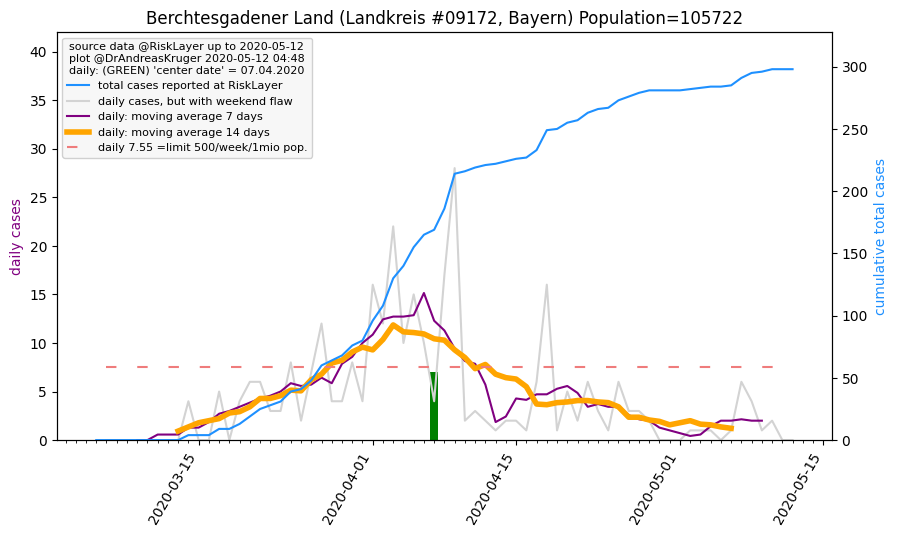 Berchtesgadener Land (Landkreis #09172, Bayern) Population=105722
source data @RiskLayer up to 2020-05-12
plot @DrAndreasKruger 2020-05-12 04:48
daily: (GREEN) 'center date' = 07.04.2020
total cases reported at RiskLayer
daily cases, but with weekend flaw
daily: moving average 7 days
daily: moving average 14 days
daily 7.55 =limit 500/week/1mio pop.
daily cases
40
35
30
25
20
15
10
5
0
cumulative total cases
300
250
200
150
100
50
0
2020-03-15
2020-04-01
2020-04-15
2020-05-01
2020-05-15